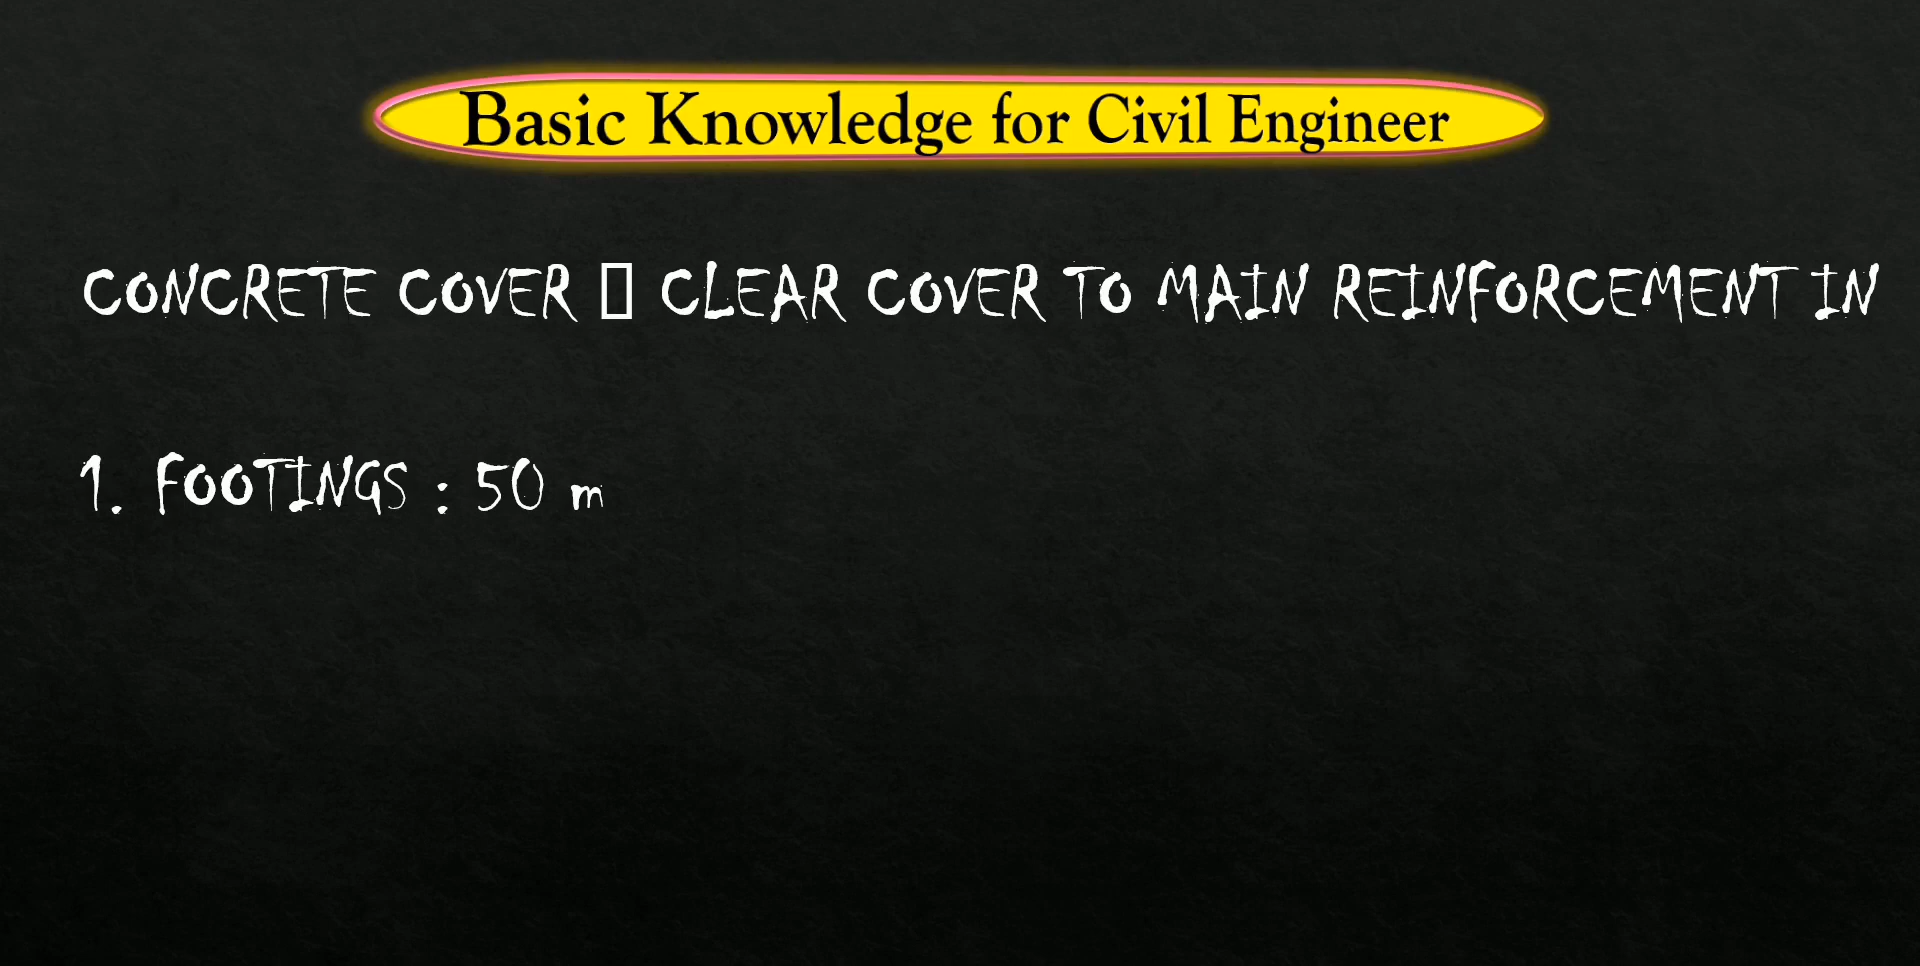 Basic Knowledge for Civil Engineer
CONCRETE COVER ▯ CLEAR COVER TO MAIN REINFORCEMENT IN
1. FOOTINGS : 50 m